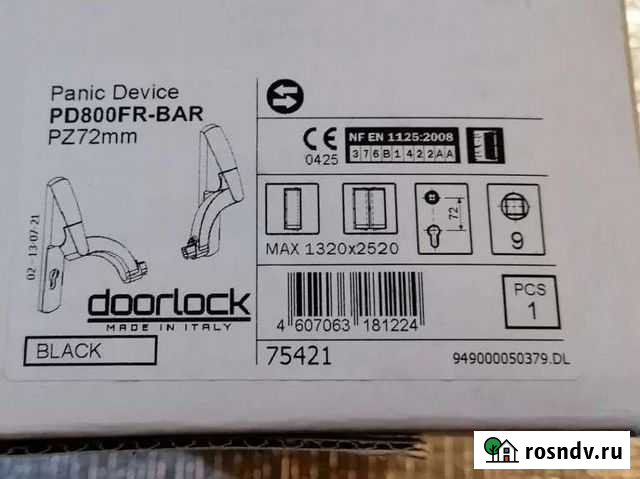 Panic Device
PD800FR-BAR
PZ72mm
02 - 13-07-21
doorlock
MADE IN ITALY
BLACK
CE
0425
NF EN 1125:2008
3 7 6 B 1 4 2 2 A A
72
9
MAX 1320x2520
4 607063 181224
PCS
1
75421
949000050379.DL
rosndv.ru